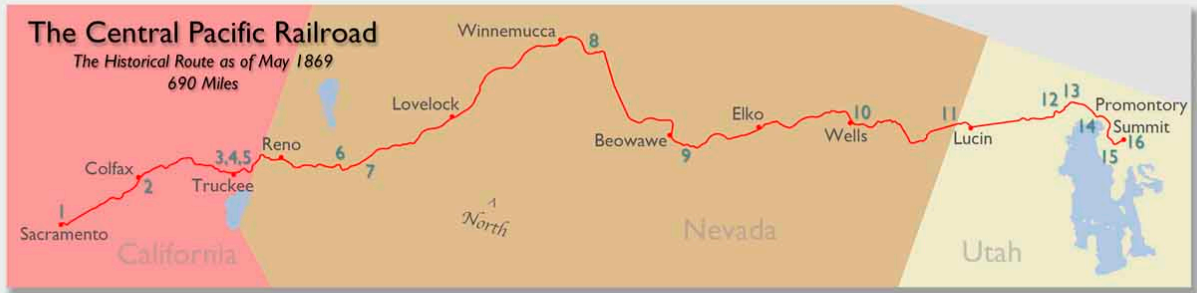 The Central Pacific Railroad
The Historical Route as of May 1869
690 Miles
Sacramento
1
Colfax
2
3,4,5
Truckee
Reno
6
7
Lovelock
Winnemucca
8
Beowawe
9
Elko
10
Wells
11
Lucin
12
13
14
Promontory
Summit
15
16
^
North
California
Nevada
Utah